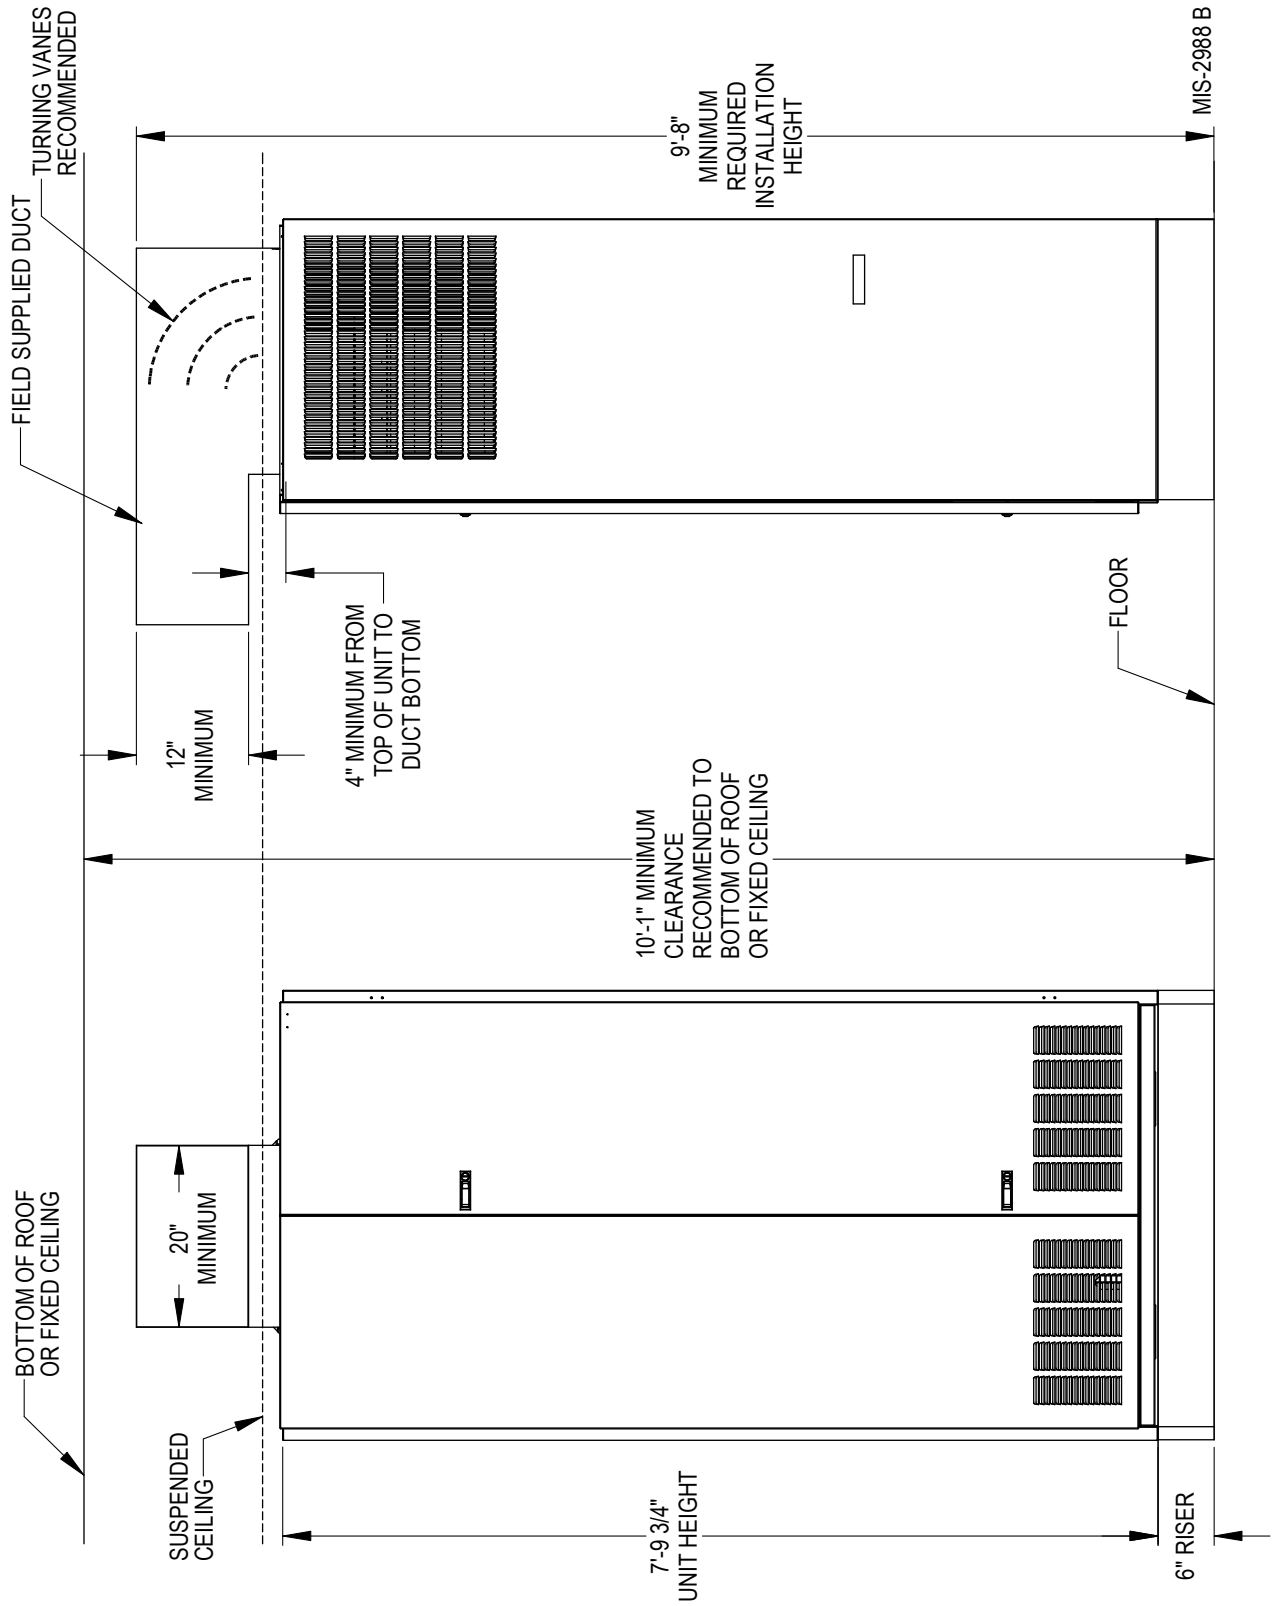 BOTTOM OF ROOF
OR FIXED CEILING
SUSPENDED
CEILING
20"
MINIMUM
7'-9 3/4"
UNIT HEIGHT
6" RISER
10'-1" MINIMUM
CLEARANCE
RECOMMENDED TO
BOTTOM OF ROOF
OR FIXED CEILING
12"
MINIMUM
4" MINIMUM FROM
TOP OF UNIT TO
DUCT BOTTOM
FLOOR
FIELD SUPPLIED DUCT
TURNING VANES
RECOMMENDED
9'-8"
MINIMUM
REQUIRED
INSTALLATION
HEIGHT
MIS-2988 B